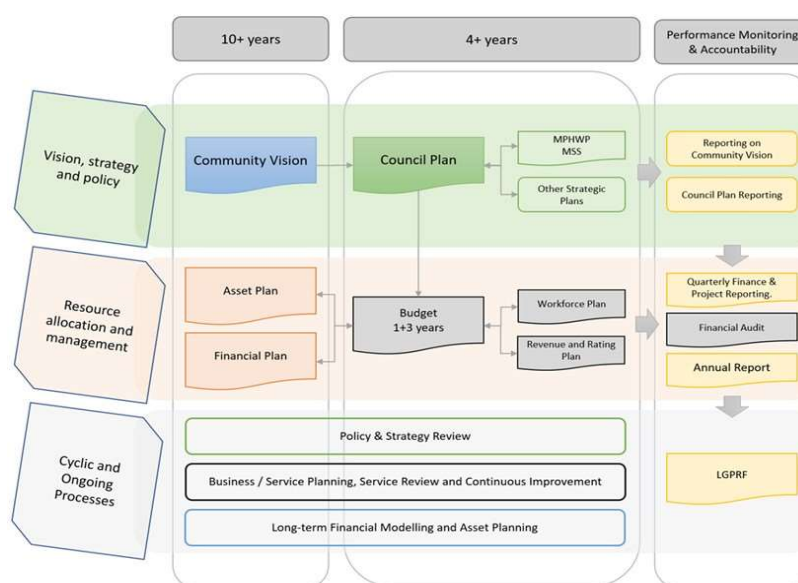 10+ years
4+ years
Performance Monitoring
& Accountability
Vision, strategy
and policy
Community Vision
Council Plan
MPHWP
MSS
Other Strategic
Plans
Reporting on
Community Vision
Council Plan Reporting
Resource
allocation and
management
Asset Plan
Financial Plan
Budget
1+3 years
Workforce Plan
Revenue and Rating
Plan
Quarterly Finance &
Project Reporting.
Financial Audit
Annual Report
Cyclic and
Ongoing
Processes
Policy & Strategy Review
Business / Service Planning, Service Review and Continuous Improvement
Long-term Financial Modelling and Asset Planning
LGPRF